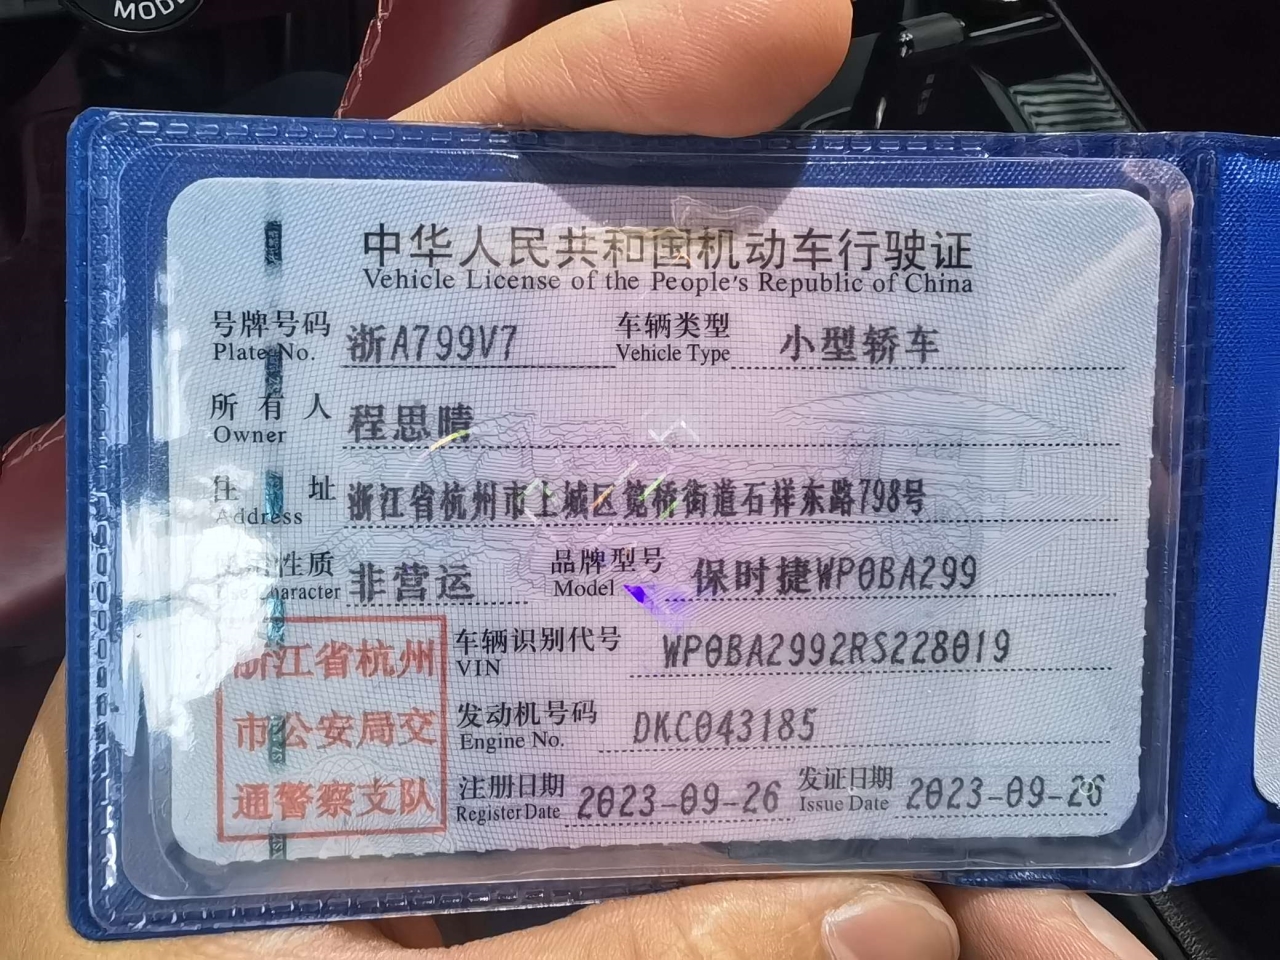 MODE
中华人民共和国机动车行驶证
Vehicle License of the People's Republic of China
号牌号码 浙A799V7 车辆类型 小型轿车
Plate No. Vehicle Type
所有人 程思晴
Owner
住址 浙江省杭州市上城区笕桥街道石祥东路798号
Address
性质 非营运 品牌型号 保时捷WP0BA299
Use Character Model
浙江省杭州 车辆识别代号 WP0BA2992RS228019
VIN
市公安局交 发动机号码 DKC043185
Engine No.
通警察支队 注册日期 2023-09-26 发证日期 2023-09-26
Register Date Issue Date